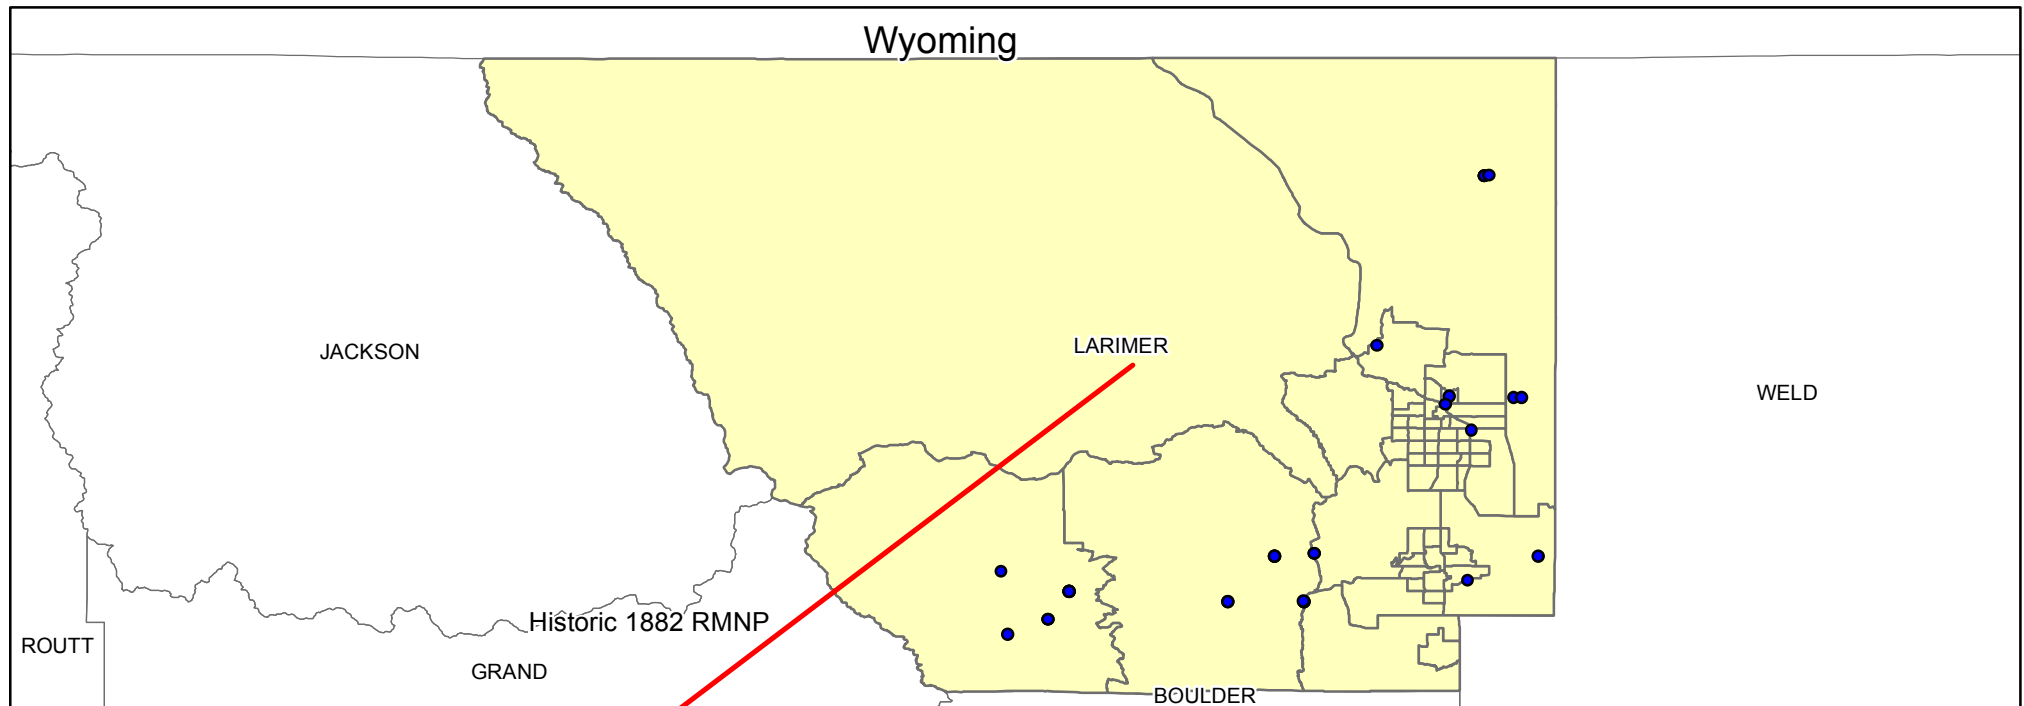 Wyoming
JACKSON
LARIMER
WELD
Historic 1882 RMNP
ROUTT
GRAND
BOULDER